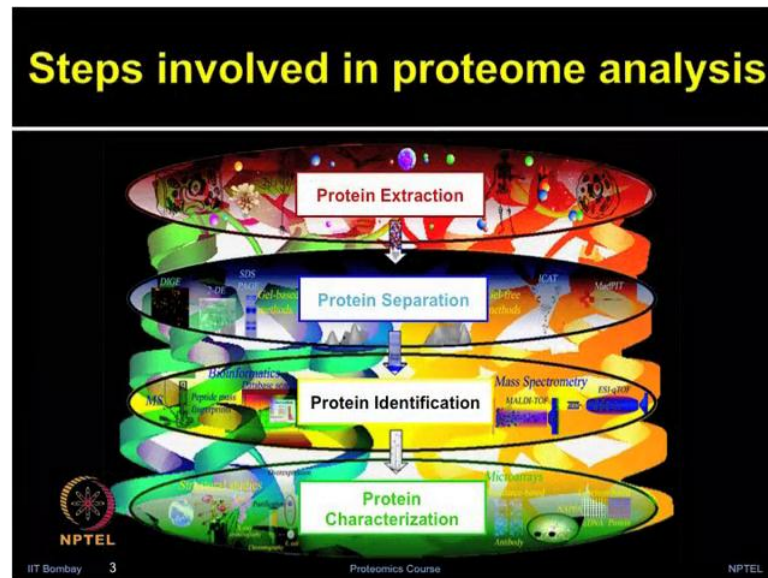 Steps involved in proteome analysis
Protein Extraction
DIGE
2-DE
SDS
PAGE
Gel-based
methods
Protein Separation
Gel-free
methods
ICAT
MudPIT
MS
Bioinformatics
Peptide mass
fingerprints
Protein Identification
Mass Spectrometry
MALDI-TOF
ESI-qTOF
Structural studies
Purification
Protein
Characterization
Microarrays
Antibody
Protein
NPTEL
IIT Bombay 3 Proteomics Course NPTEL